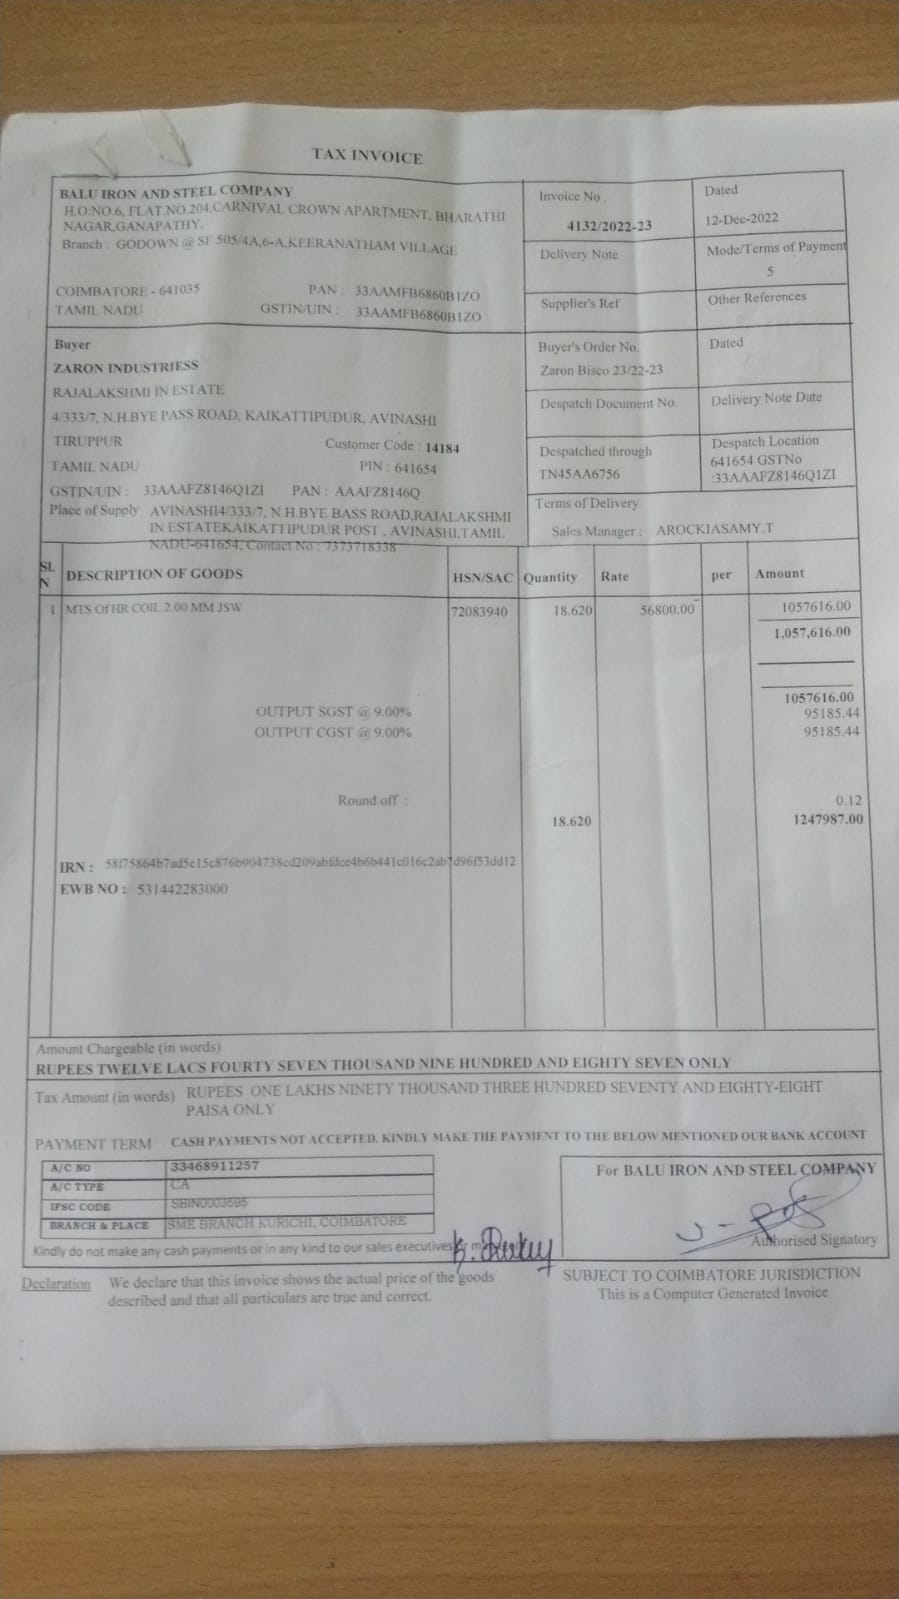 TAX INVOICE
BALU IRON AND STEEL COMPANY
H.O:NO.6, FLAT.NO.204,CARNIVAL CROWN APARTMENT, BHARATHI
NAGAR,GANAPATHY.
Branch : GODOWN @ SF 505/4A,6-A,KEERANATHAM VILLAGE
COIMBATORE - 641035 PAN : 33AAMFB6860B1ZO
TAMIL NADU GSTIN/UIN : 33AAMFB6860B1ZO
Invoice No .
4132/2022-23
Dated
12-Dec-2022
Delivery Note
Mode/Terms of Payment
5
Supplier's Ref
Other References
Buyer
ZARON INDUSTRIESS
RAJALAKSHMI IN ESTATE
4/333/7, N.H.BYE PASS ROAD, KAIKATTIPUDUR, AVINASHI
TIRUPPUR Customer Code : 14184
TAMIL NADU PIN : 641654
GSTIN/UIN : 33AAAFZ8146Q1ZI PAN : AAAFZ8146Q
Place of Supply AVINASHI4/333/7, N.H.BYE BASS ROAD,RAJALAKSHMI
IN ESTATEKAIKATTIPUDUR POST , AVINASHI,TAMIL
NADU-641654, Contact No : 7373718338
Buyer's Order No.
Zaron Bisco 23/22-23
Dated
Despatch Document No.
Delivery Note Date
Despatched through
TN45AA6756
Despatch Location
641654 GSTNo
:33AAAFZ8146Q1ZI
Terms of Delivery
Sales Manager : AROCKIASAMY.T
SL
N DESCRIPTION OF GOODS HSN/SAC Quantity Rate per Amount
1 MTS Of HR COIL 2.00 MM JSW 72083940 18.620 56800.00 1057616.00
1,057,616.00
1057616.00
OUTPUT SGST @ 9.00% 95185.44
OUTPUT CGST @ 9.00% 95185.44
Round off : 0.12
18.620 1247987.00
IRN : 58f75864b7ad5e15c876b904738cd209abfdce4b6b441c016c2ab7d96f53dd12
EWB NO : 531442283000
Amount Chargeable (in words)
RUPEES TWELVE LACS FOURTY SEVEN THOUSAND NINE HUNDRED AND EIGHTY SEVEN ONLY
Tax Amount (in words) RUPEES ONE LAKHS NINETY THOUSAND THREE HUNDRED SEVENTY AND EIGHTY-EIGHT
PAISA ONLY
PAYMENT TERM CASH PAYMENTS NOT ACCEPTED. KINDLY MAKE THE PAYMENT TO THE BELOW MENTIONED OUR BANK ACCOUNT
A/C NO 33468911257
A/C TYPE CA
IFSC CODE SBIN0003595
BRANCH & PLACE SME BRANCH KURICHI, COIMBATORE
Kindly do not make any cash payments or in any kind to our sales executives
For BALU IRON AND STEEL COMPANY
Authorised Signatory
Declaration We declare that this invoice shows the actual price of the goods
described and that all particulars are true and correct.
SUBJECT TO COIMBATORE JURISDICTION
This is a Computer Generated Invoice